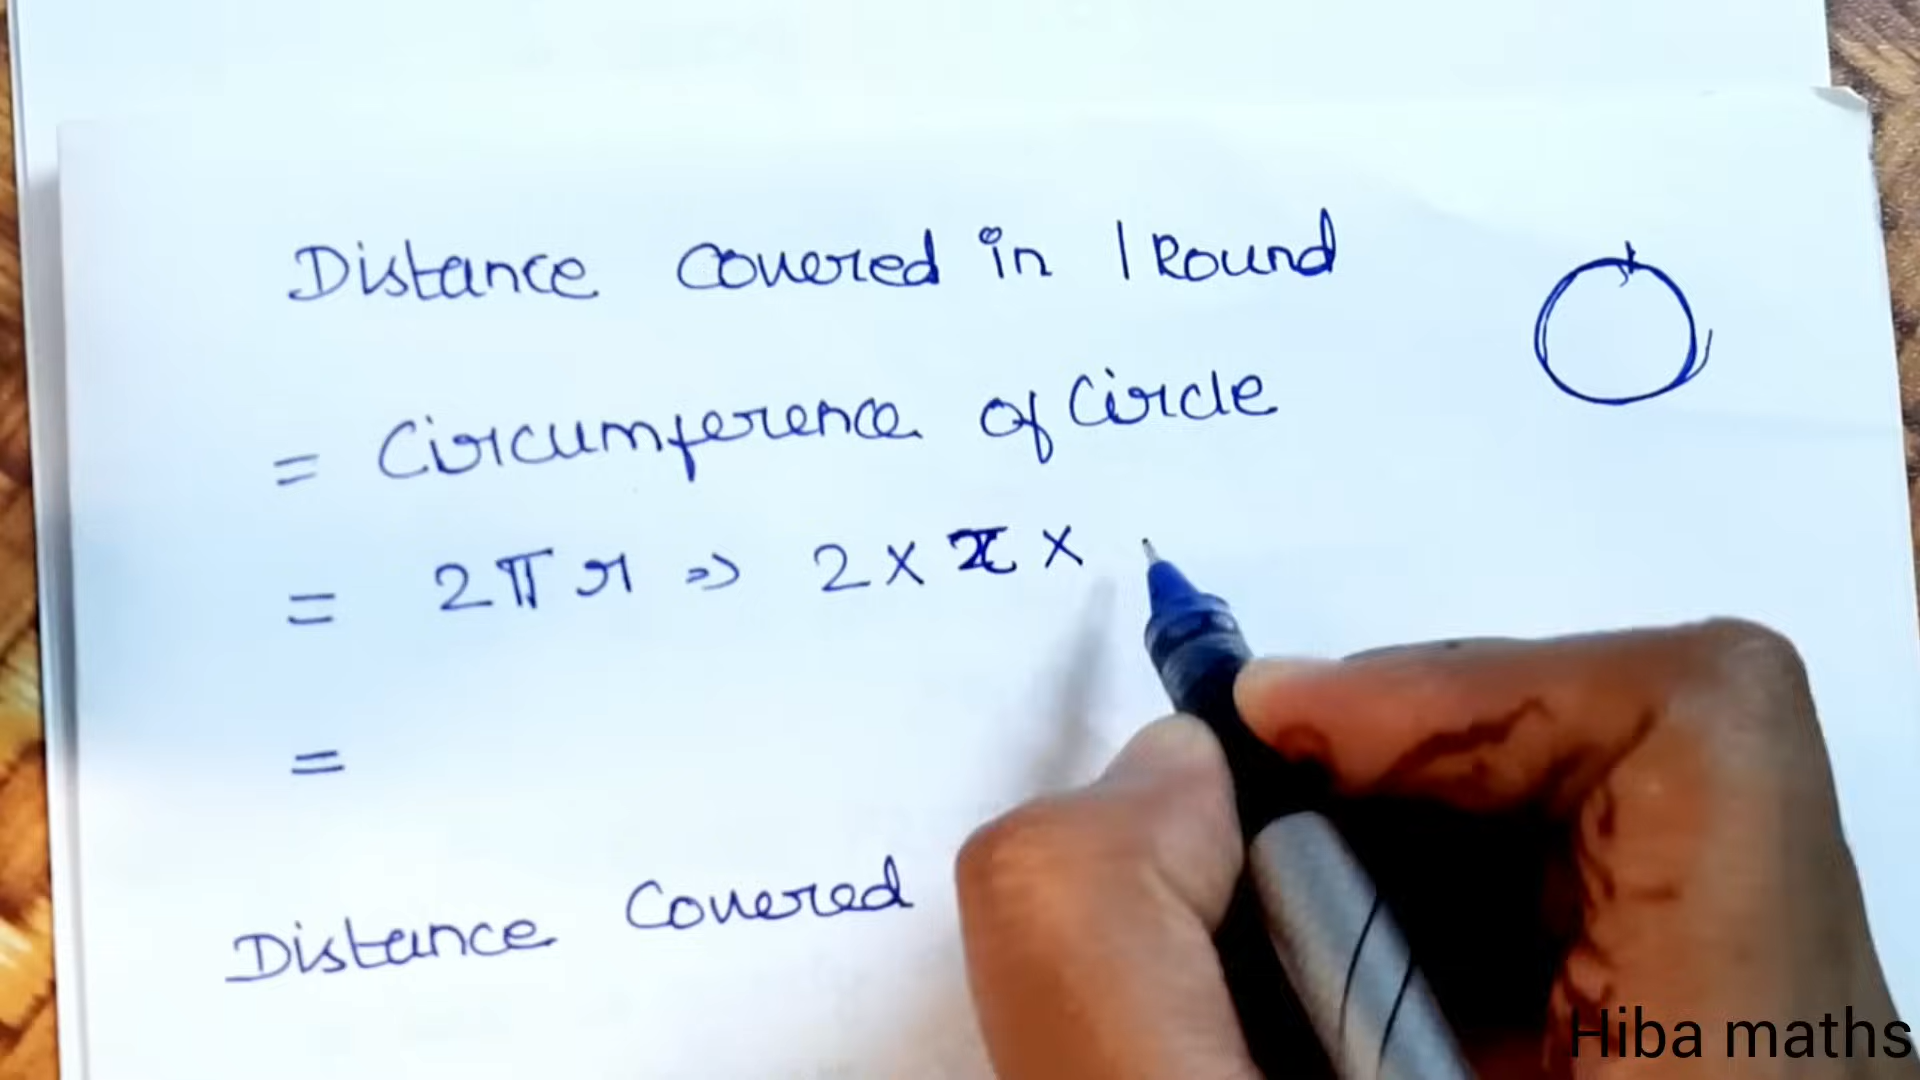 Distance Covered in 1 Round
= Circumference of Circle
= 2πr => 2 × π ×
=
Distance Covered
Hiba maths